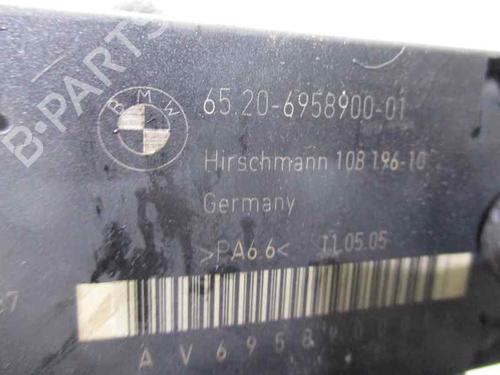 B-PARTS
BMW
65.20-6958900-01
Hirschmann 108 196-10
Germany
>PA6.6< 11.05.05